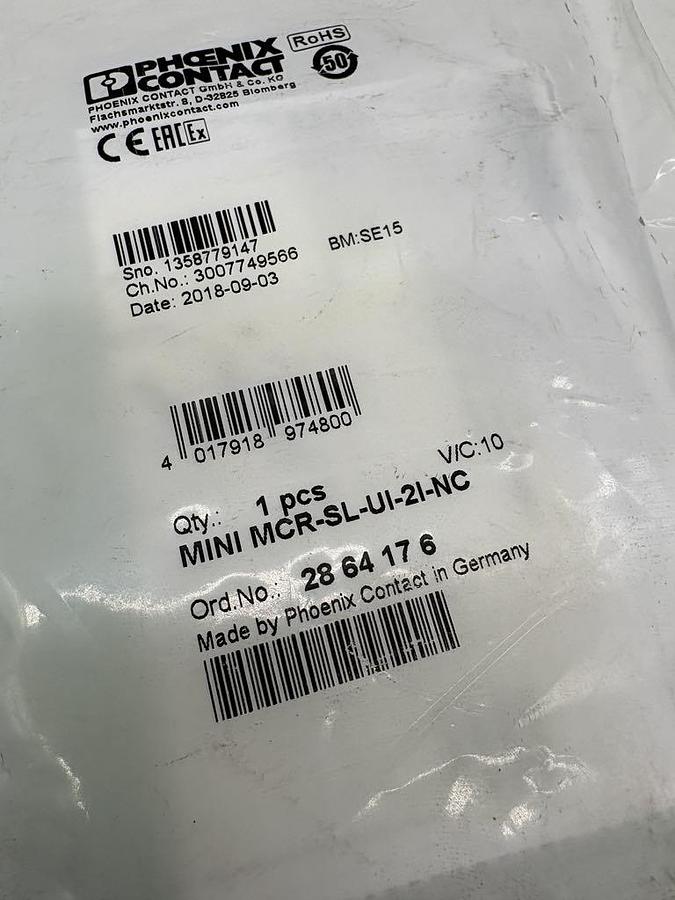 PHŒNIX
CONTACT
RoHS
50
PHOENIX CONTACT GmbH & Co. KG
Flachsmarktstr. 8, D-32825 Blomberg
www.phoenixcontact.com
CE EAC Ex
Sno. 1358779147
Ch.No.: 3007749566
BM:SE15
Date: 2018-09-03
4 017918 974800
V/C:10
Qty.: 1 pcs
MINI MCR-SL-UI-2I-NC
Ord.No.: 28 64 17 6
Made by Phoenix Contact in Germany